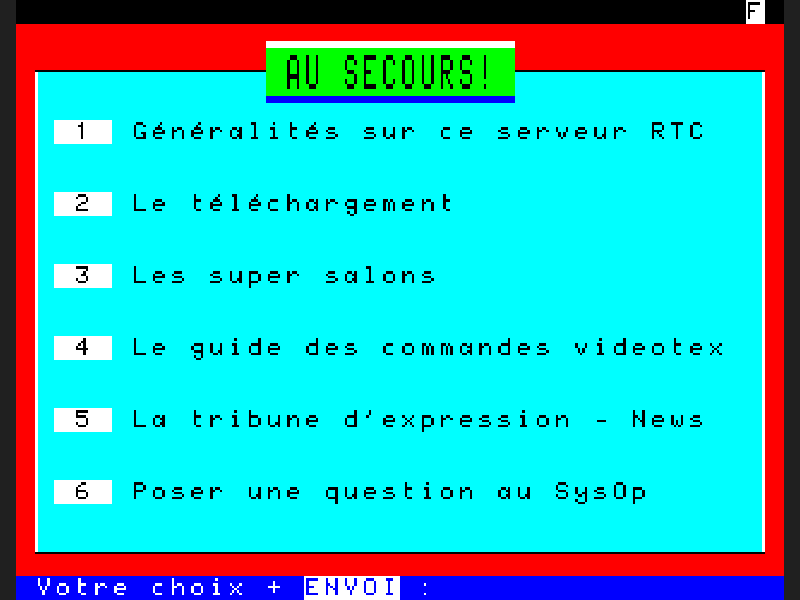 F
AU SECOURS!
1 Généralités sur ce serveur RTC
2 Le téléchargement
3 Les super salons
4 Le guide des commandes videotex
5 La tribune d'expression - News
6 Poser une question au SysOp
Votre choix + ENVOI :